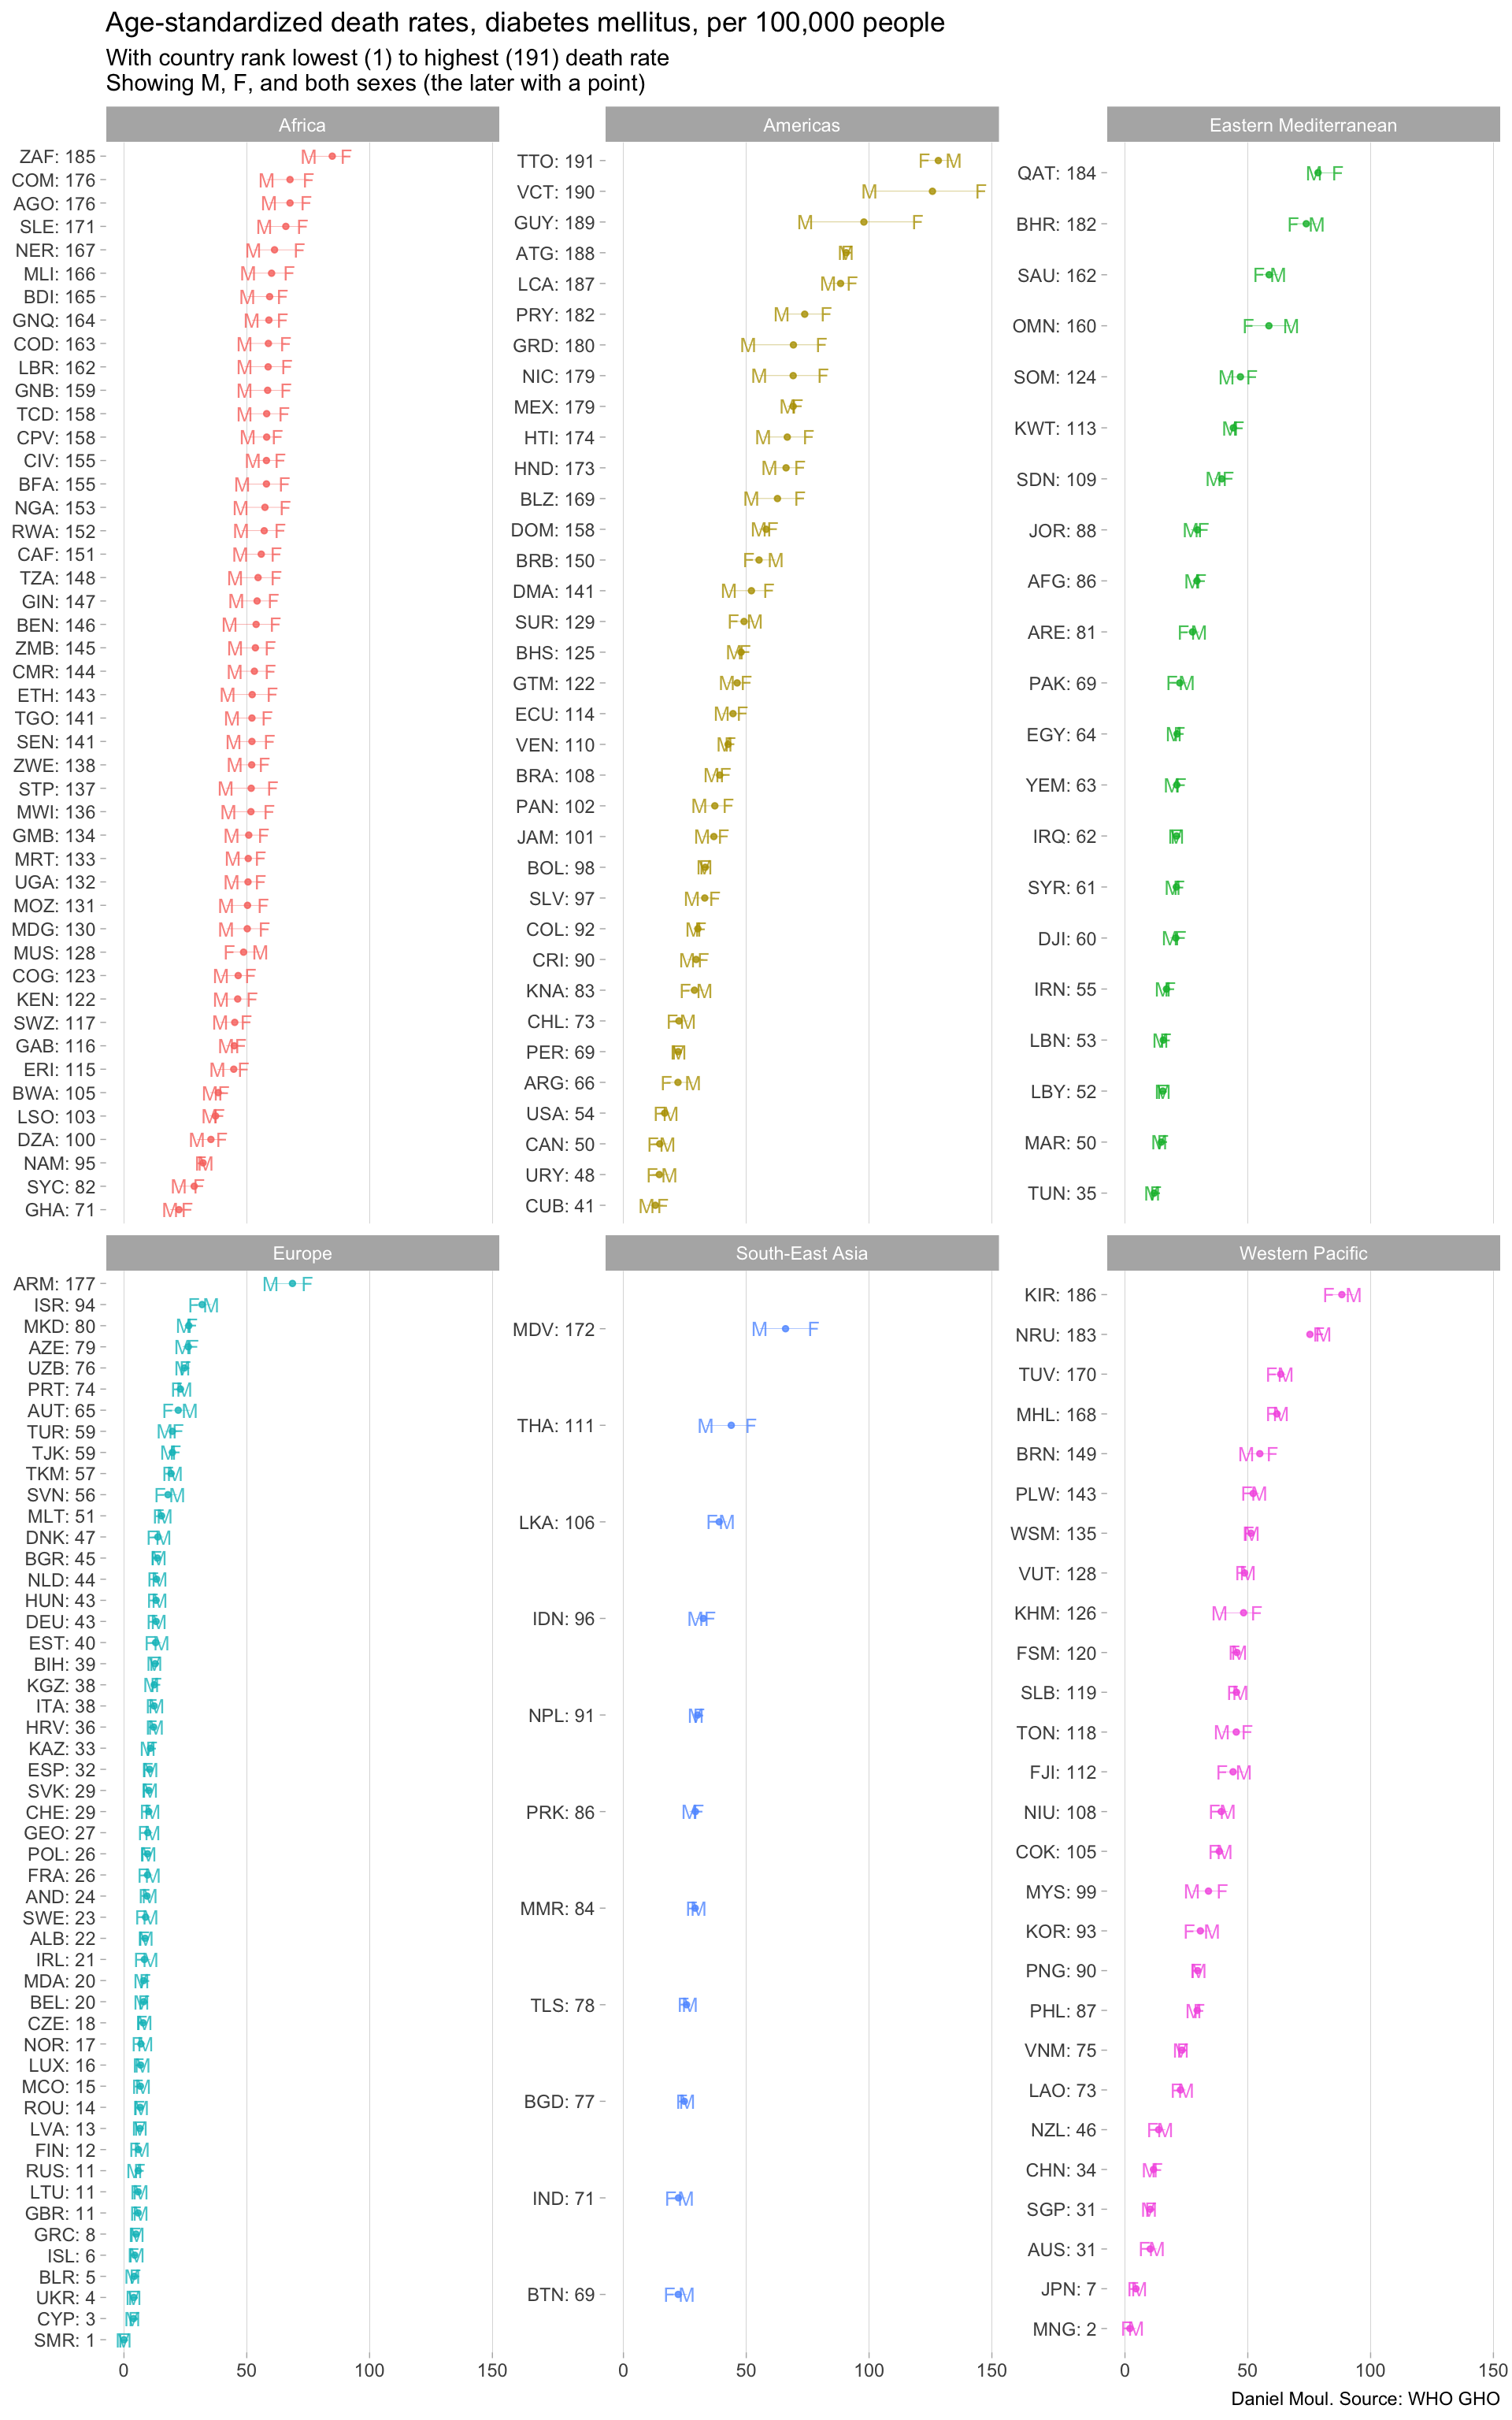 Age-standardized death rates, diabetes mellitus, per 100,000 people
With country rank lowest (1) to highest (191) death rate
Showing M, F, and both sexes (the later with a point)
Africa
ZAF: 185 M F
COM: 176 M F
AGO: 176 M F
SLE: 171 M F
NER: 167 M F
MLI: 166 M F
BDI: 165 M F
GNQ: 164 M F
COD: 163 M F
LBR: 162 M F
GNB: 159 M F
TCD: 158 M F
CPV: 158 M F
CIV: 155 M F
BFA: 155 M F
NGA: 153 M F
RWA: 152 M F
CAF: 151 M F
TZA: 148 M F
GIN: 147 M F
BEN: 146 M F
ZMB: 145 M F
CMR: 144 M F
ETH: 143 M F
TGO: 141 M F
SEN: 141 M F
ZWE: 138 M F
STP: 137 M F
MWI: 136 M F
GMB: 134 M F
MRT: 133 M F
UGA: 132 M F
MOZ: 131 M F
MDG: 130 M F
MUS: 128 F M
COG: 123 M F
KEN: 122 M F
SWZ: 117 M F
GAB: 116 M F
ERI: 115 M F
BWA: 105 M F
LSO: 103 M F
DZA: 100 M F
NAM: 95 F M
SYC: 82 M F
GHA: 71 M F
Americas
TTO: 191 F M
VCT: 190 M F
GUY: 189 M F
ATG: 188 M F
LCA: 187 M F
PRY: 182 M F
GRD: 180 M F
NIC: 179 M F
MEX: 179 M F
HTI: 174 M F
HND: 173 M F
BLZ: 169 M F
DOM: 158 M F
BRB: 150 F M
DMA: 141 M F
SUR: 129 F M
BHS: 125 M F
GTM: 122 M F
ECU: 114 M F
VEN: 110 M F
BRA: 108 M F
PAN: 102 M F
JAM: 101 M F
BOL: 98 M F
SLV: 97 M F
COL: 92 M F
CRI: 90 M F
KNA: 83 F M
CHL: 73 F M
PER: 69 F M
ARG: 66 F M
USA: 54 F M
CAN: 50 F M
URY: 48 F M
CUB: 41 M F
Eastern Mediterranean
QAT: 184 M F
BHR: 182 F M
SAU: 162 F M
OMN: 160 F M
SOM: 124 M F
KWT: 113 M F
SDN: 109 M F
JOR: 88 M F
AFG: 86 M F
ARE: 81 F M
PAK: 69 F M
EGY: 64 M F
YEM: 63 M F
IRQ: 62 M F
SYR: 61 M F
DJI: 60 M F
IRN: 55 M F
LBN: 53 M F
LBY: 52 F M
MAR: 50 M F
TUN: 35 M F
Europe
ARM: 177 M F
ISR: 94 F M
MKD: 80 M F
AZE: 79 M F
UZB: 76 M F
PRT: 74 F M
AUT: 65 F M
TUR: 59 M F
TJK: 59 M F
TKM: 57 F M
SVN: 56 F M
MLT: 51 F M
DNK: 47 F M
BGR: 45 F M
NLD: 44 F M
HUN: 43 F M
DEU: 43 F M
EST: 40 F M
BIH: 39 F M
KGZ: 38 M F
ITA: 38 F M
HRV: 36 F M
KAZ: 33 M F
ESP: 32 F M
SVK: 29 F M
CHE: 29 F M
GEO: 27 F M
POL: 26 F M
FRA: 26 F M
AND: 24 F M
SWE: 23 F M
ALB: 22 F M
IRL: 21 F M
MDA: 20 M F
BEL: 20 M F
CZE: 18 F M
NOR: 17 F M
LUX: 16 F M
MCO: 15 F M
ROU: 14 F M
LVA: 13 F M
FIN: 12 F M
RUS: 11 M F
LTU: 11 F M
GBR: 11 F M
GRC: 8 F M
ISL: 6 F M
BLR: 5 M F
UKR: 4 F M
CYP: 3 M F
SMR: 1 F M
0 50 100 150
South-East Asia
MDV: 172 M F
THA: 111 M F
LKA: 106 F M
IDN: 96 M F
NPL: 91 M F
PRK: 86 M F
MMR: 84 F M
TLS: 78 F M
BGD: 77 F M
IND: 71 F M
BTN: 69 F M
0 50 100 150
Western Pacific
KIR: 186 F M
NRU: 183 F M
TUV: 170 F M
MHL: 168 F M
BRN: 149 M F
PLW: 143 F M
WSM: 135 F M
VUT: 128 F M
KHM: 126 M F
FSM: 120 F M
SLB: 119 F M
TON: 118 M F
FJI: 112 F M
NIU: 108 F M
COK: 105 F M
MYS: 99 M F
KOR: 93 F M
PNG: 90 F M
PHL: 87 M F
VNM: 75 M F
LAO: 73 F M
NZL: 46 F M
CHN: 34 M F
SGP: 31 M F
AUS: 31 F M
JPN: 7 F M
MNG: 2 F M
0 50 100 150
Daniel Moul. Source: WHO GHO